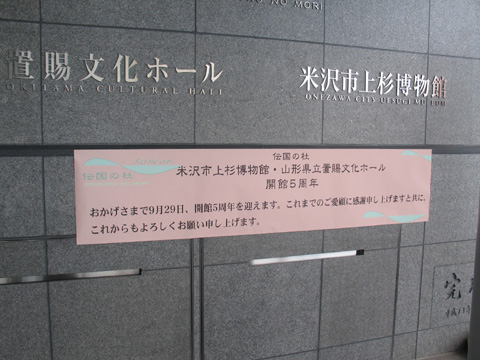 NO MORI
置賜文化ホール
OKITAMA CULTURAL HALL
米沢市上杉博物館
ONEZAWA CITY UESUGI MUSEUM
伝国の杜
伝国の杜
米沢市上杉博物館・山形県立置賜文化ホール
開館5周年
おかげさまで9月29日、開館5周年を迎えます。これまでのご愛顧に感謝申し上げますと共に、
これからもよろしくお願い申し上げます。